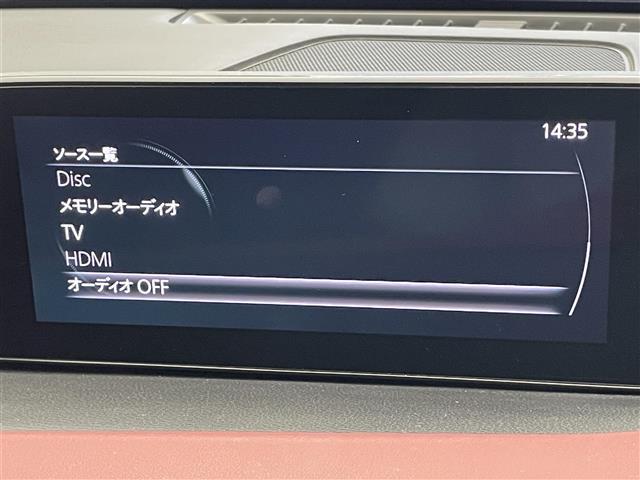 14:35
ソース一覧
Disc
メモリーオーディオ
TV
HDMI
オーディオ OFF